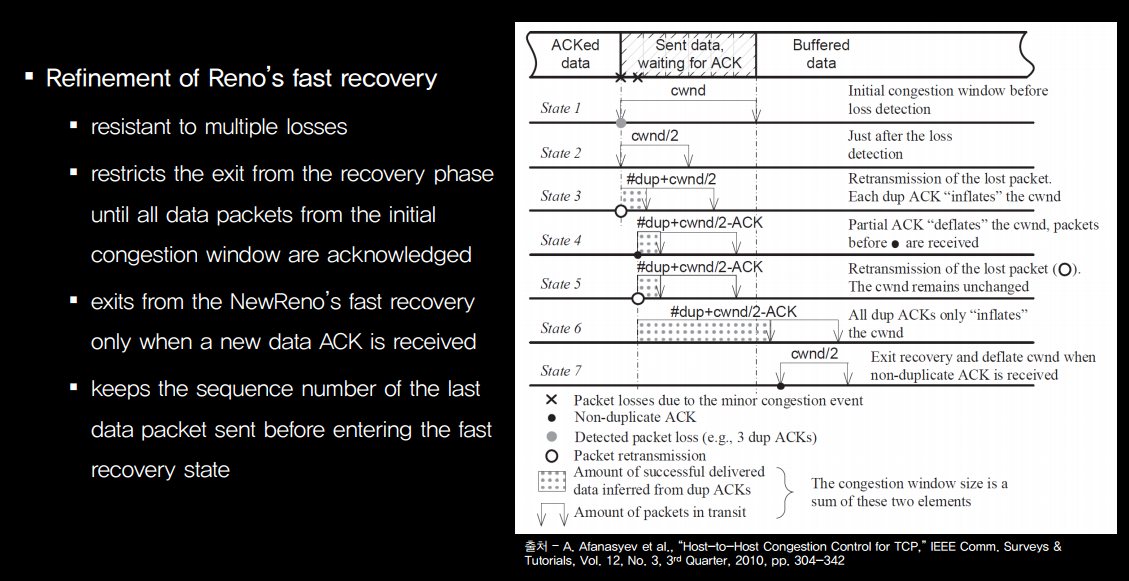 ▪ Refinement of Reno's fast recovery
▪ resistant to multiple losses
▪ restricts the exit from the recovery phase
until all data packets from the initial
congestion window are acknowledged
▪ exits from the NewReno's fast recovery
only when a new data ACK is received
▪ keeps the sequence number of the last
data packet sent before entering the fast
recovery state
ACKed
data
Sent data,
waiting for ACK
Buffered
data
State 1
cwnd
Initial congestion window before
loss detection
State 2
cwnd/2
Just after the loss
detection
State 3
#dup+cwnd/2
Retransmission of the lost packet.
Each dup ACK “inflates” the cwnd
State 4
#dup+cwnd/2-ACK
Partial ACK “deflates” the cwnd, packets
before ● are received
State 5
#dup+cwnd/2-ACK
Retransmission of the lost packet (O).
The cwnd remains unchanged
State 6
#dup+cwnd/2-ACK
All dup ACKs only “inflates”
the cwnd
State 7
cwnd/2
Exit recovery and deflate cwnd when
non-duplicate ACK is received
Packet losses due to the minor congestion event
Non-duplicate ACK
Detected packet loss (e.g., 3 dup ACKs)
Packet retransmission
Amount of successful delivered
data inferred from dup ACKs
Amount of packets in transit
The congestion window size is a
sum of these two elements
출처 - A. Afanasyev et al., “Host-to-Host Congestion Control for TCP,” IEEE Comm. Surveys &
Tutorials, Vol. 12, No. 3, 3rd Quarter, 2010, pp. 304-342